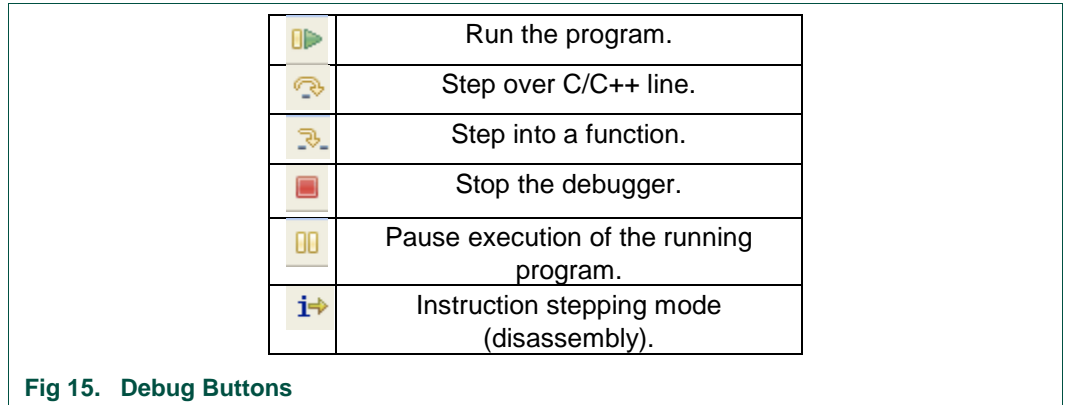 Run the program.
Step over C/C++ line.
Step into a function.
Stop the debugger.
Pause execution of the running
program.
i
Instruction stepping mode
(disassembly).
Fig 15. Debug Buttons